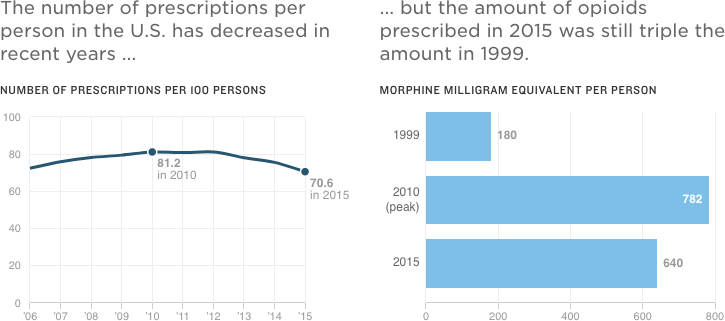 The number of prescriptions per
person in the U.S. has decreased in
recent years ...
NUMBER OF PRESCRIPTIONS PER 100 PERSONS
100
80
60
40
20
0
81.2
in 2010
70.6
in 2015
'06
'07
'08
'09
'10
'11
'12
'13
'14
'15
... but the amount of opioids
prescribed in 2015 was still triple the
amount in 1999.
MORPHINE MILLIGRAM EQUIVALENT PER PERSON
1999
180
2010
(peak)
782
2015
640
0
200
400
600
800